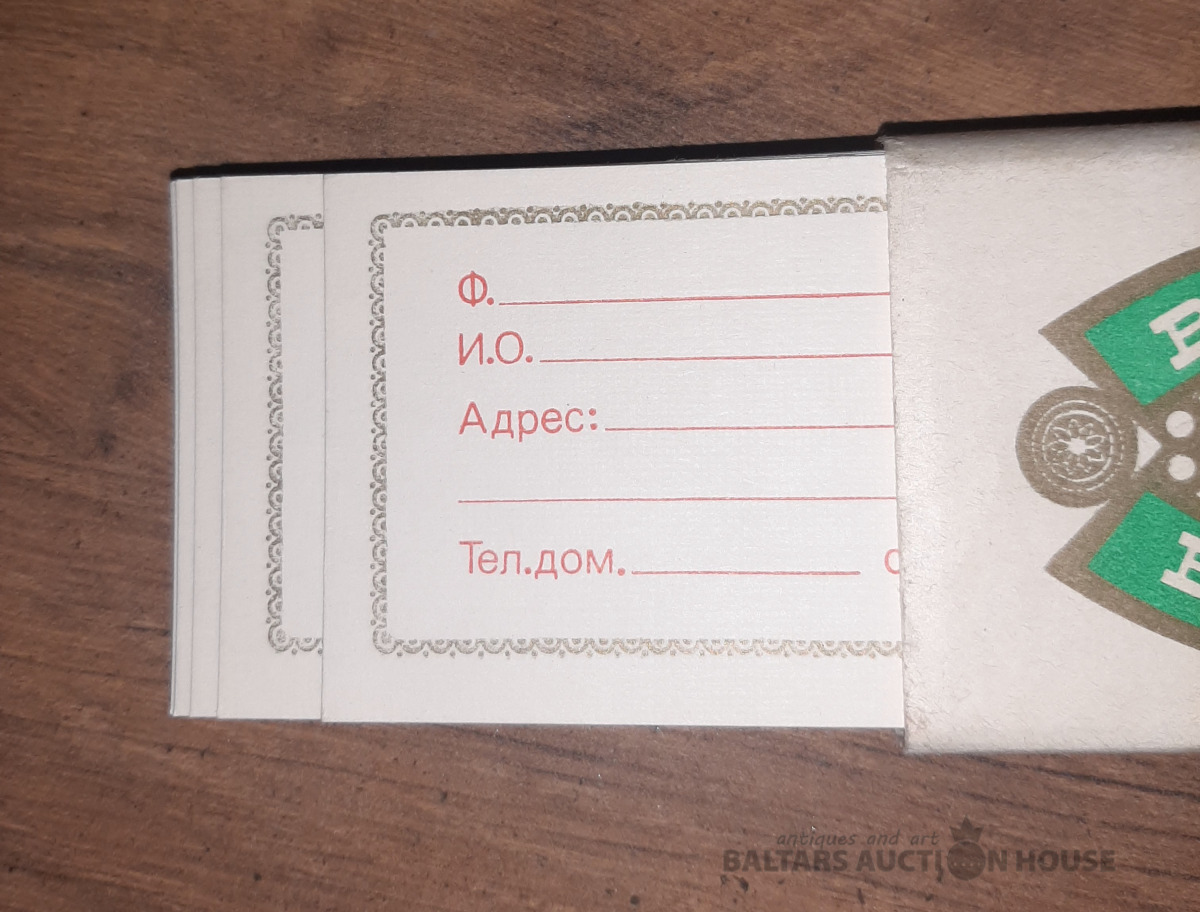 Ф.
И.О.
Адрес:
Тел.дом. с
В
Н
antiques and art
BALTARS AUCTION HOUSE